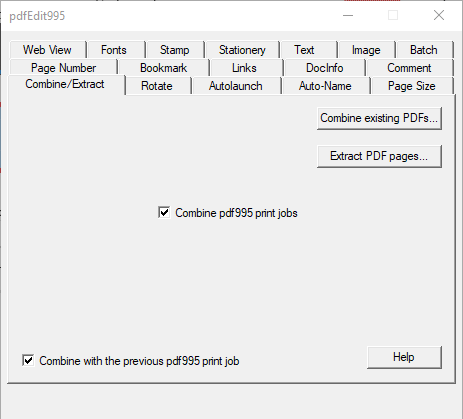 pdfEdit995
Web View Fonts Stamp Stationery Text Image Batch
Page Number Bookmark Links DocInfo Comment
Combine/Extract Rotate Autolaunch Auto-Name Page Size
Combine existing PDFs...
Extract PDF pages...
Combine pdf995 print jobs
Combine with the previous pdf995 print job
Help